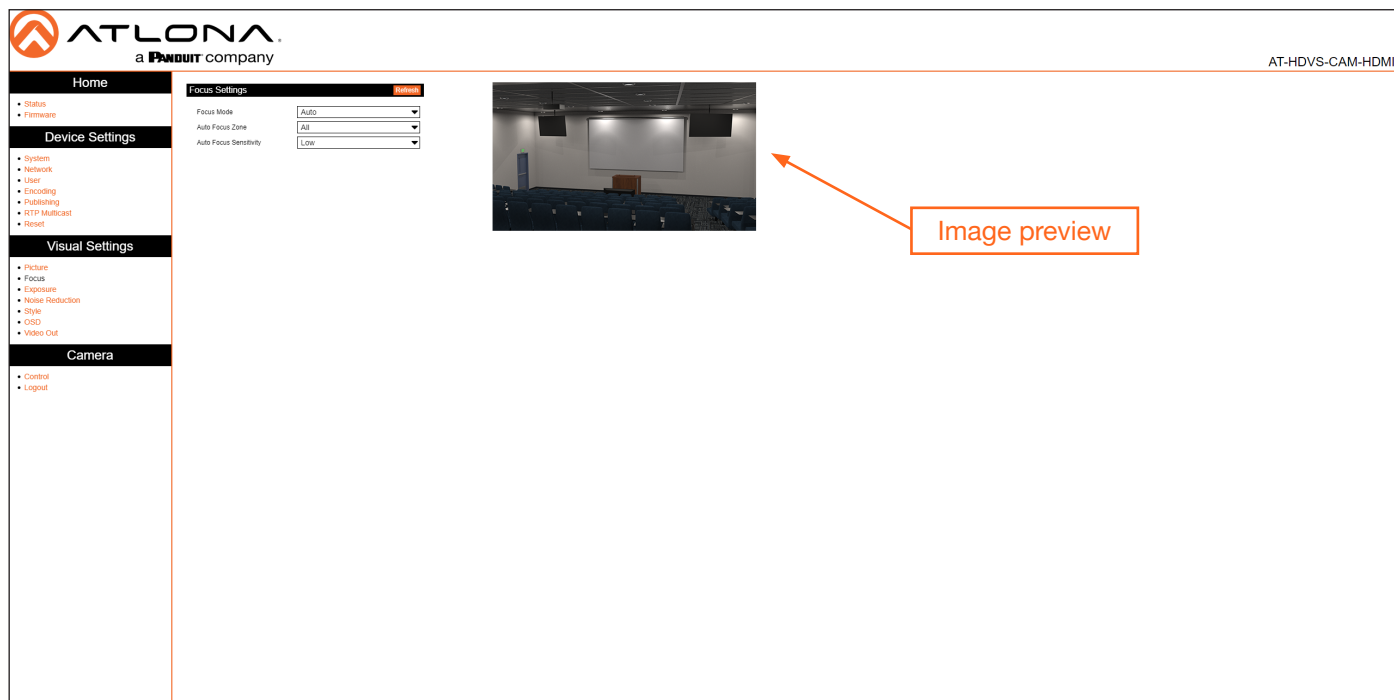 ATLONA.
a PANDUIT company
AT-HDVS-CAM-HDMI
Home
• Status
• Firmware
Device Settings
• System
• Network
• User
• Encoding
• Publishing
• RTP Multicast
• Reset
Visual Settings
• Picture
• Focus
• Exposure
• Noise Reduction
• Style
• OSD
• Video Out
Camera
• Control
• Logout
Focus Settings Refresh
Focus Mode Auto
Auto Focus Zone All
Auto Focus Sensitivity Low
Image preview